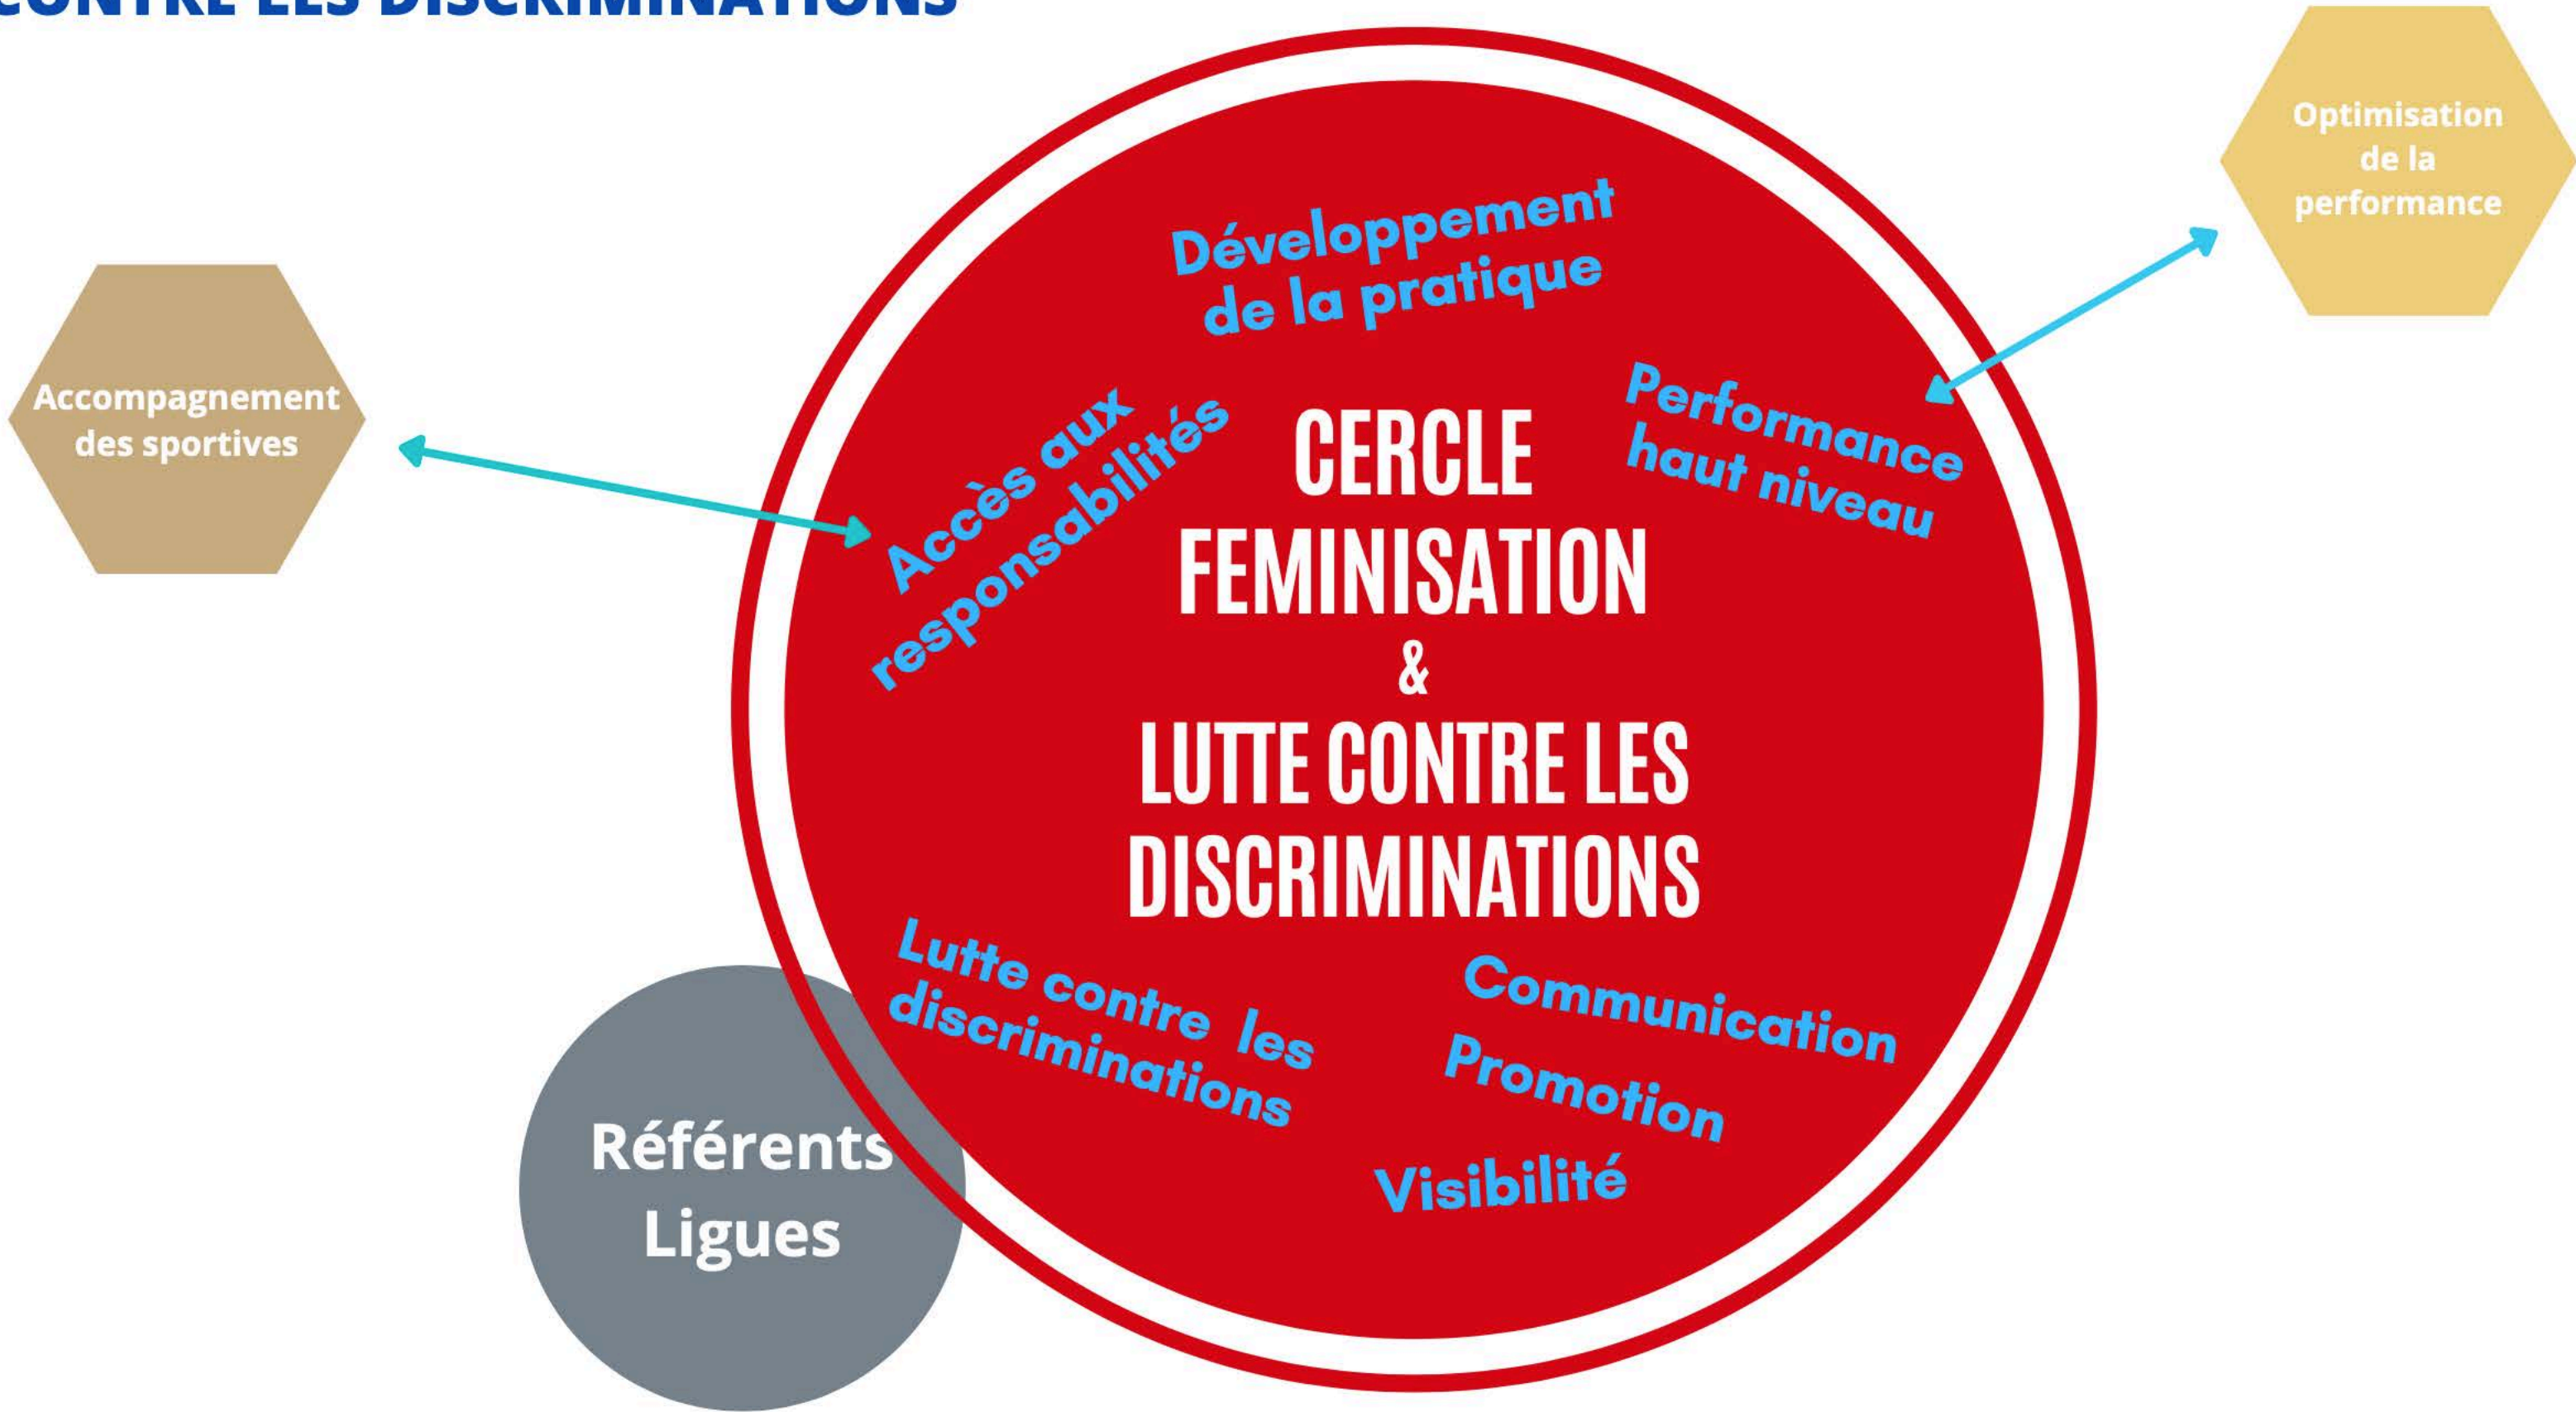 CONTRE LES DISCRIMINATIONS
Optimisation
de la
performance
Développement
de la pratique
Accompagnement
des sportives
Accès aux
responsabilités
Performance
haut niveau
CERCLE
FEMINISATION
&
LUTTE CONTRE LES
DISCRIMINATIONS
Lutte contre les
discriminations
Communication
Promotion
Visibilité
Référents
Ligues